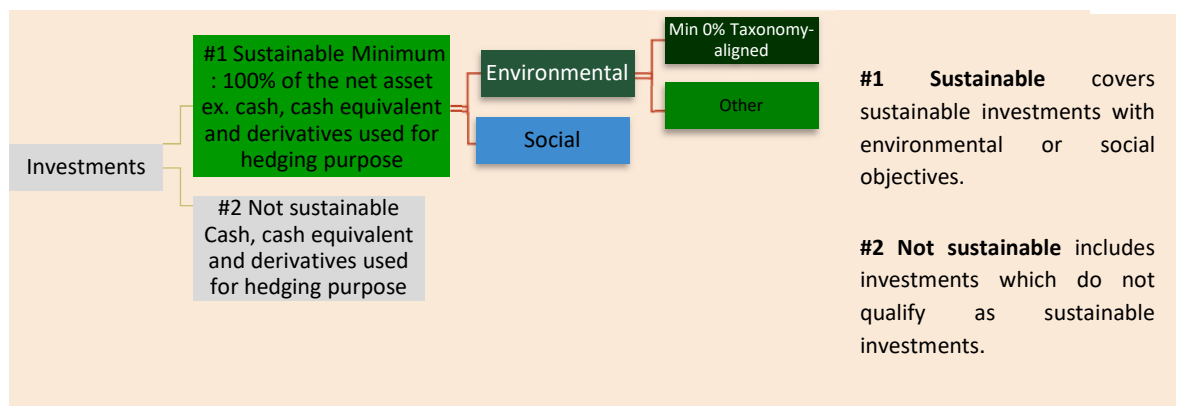 Investments
#1 Sustainable Minimum
: 100% of the net asset
ex. cash, cash equivalent
and derivatives used for
hedging purpose
#2 Not sustainable
Cash, cash equivalent
and derivatives used
for hedging purpose
Environmental
Social
Min 0% Taxonomy-
aligned
Other
#1 Sustainable covers
sustainable investments with
environmental or social
objectives.
#2 Not sustainable includes
investments which do not
qualify as sustainable
investments.